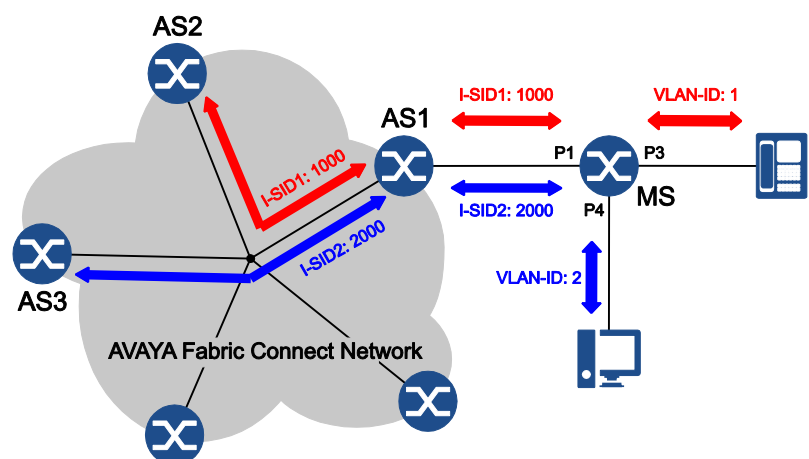 AS2
I-SID1: 1000
VLAN-ID: 1
AS1
P1
P3
I-SID1: 1000
MS
I-SID2: 2000
P4
I-SID2: 2000
VLAN-ID: 2
AS3
AVAYA Fabric Connect Network